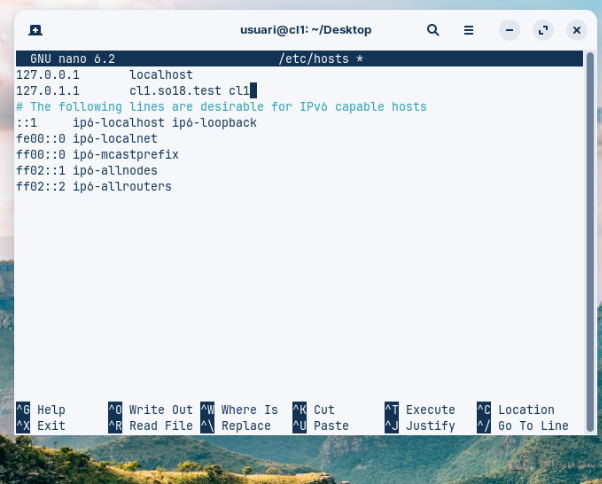 usuari@cl1: ~/Desktop
GNU nano 6.2 /etc/hosts *
127.0.0.1 localhost
127.0.1.1 cl1.so18.test cl1
# The following lines are desirable for IPv6 capable hosts
::1 ip6-localhost ip6-loopback
fe00::0 ip6-localnet
ff00::0 ip6-mcastprefix
ff02::1 ip6-allnodes
ff02::2 ip6-allrouters
^G Help ^O Write Out ^W Where Is ^K Cut ^T Execute ^C Location
^X Exit ^R Read File ^\ Replace ^U Paste ^J Justify ^/ Go To Line